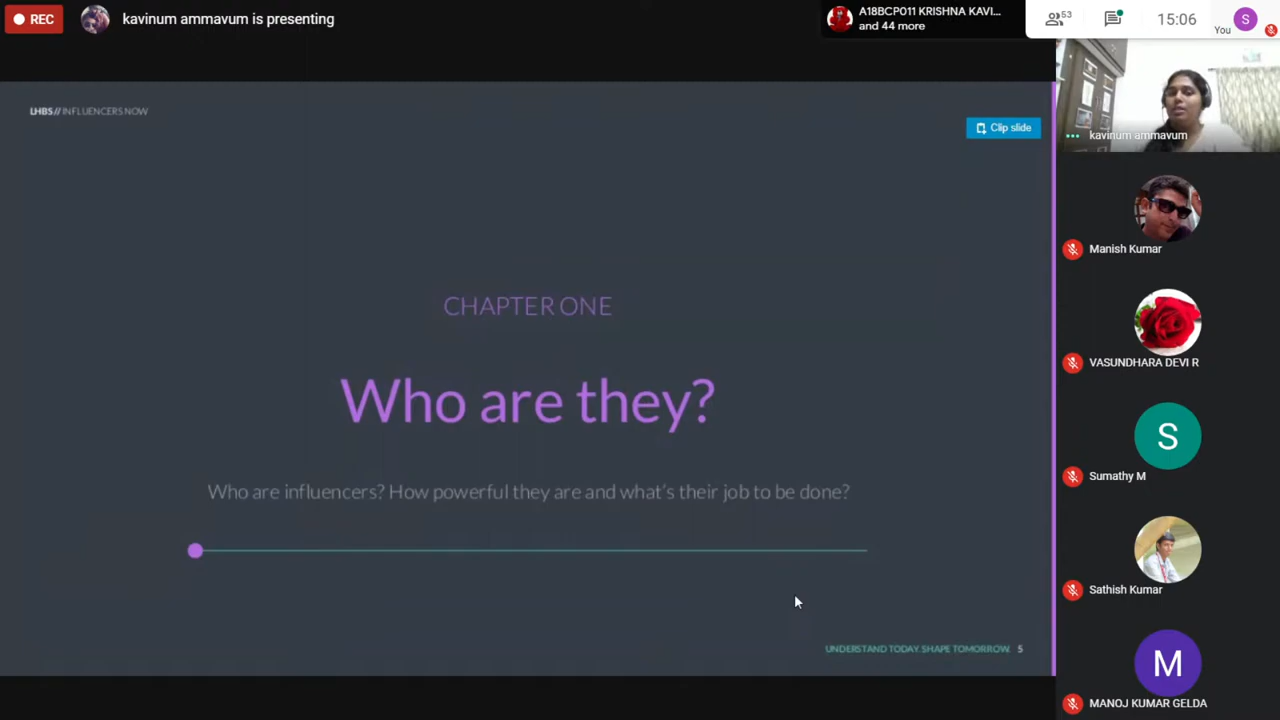 REC
kavinum ammavum is presenting
A18BCP011 KRISHNA KAVI...
and 44 more
53
15:06
You
S
LHBS// INFLUENCERS NOW
Clip slide
kavinum ammavum
CHAPTER ONE
Who are they?
Who are influencers? How powerful they are and what's their job to be done?
UNDERSTAND TODAY. SHAPE TOMORROW. 5
Manish Kumar
VASUNDHARA DEVI R
S
Sumathy M
Sathish Kumar
M
MANOJ KUMAR GELDA